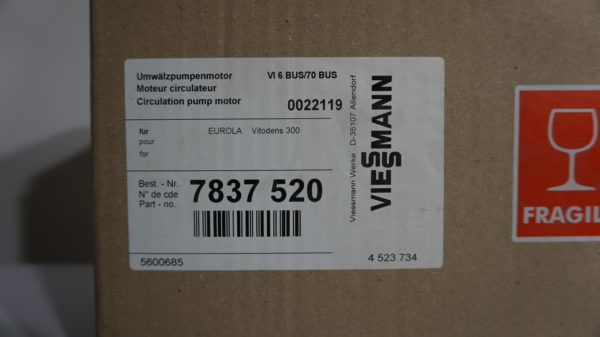 Umwälzpumpenmotor VI 6 BUS/70 BUS
Moteur circulateur
Circulation pump motor 0022119
für EUROLA Vitodens 300
pour
for
Best. - Nr.
N° de cde
Part - no.
7837 520
5600685
4 523 734
Viessmann Werke · D-35107 Allendorf
VIESSMANN
FRAGIL